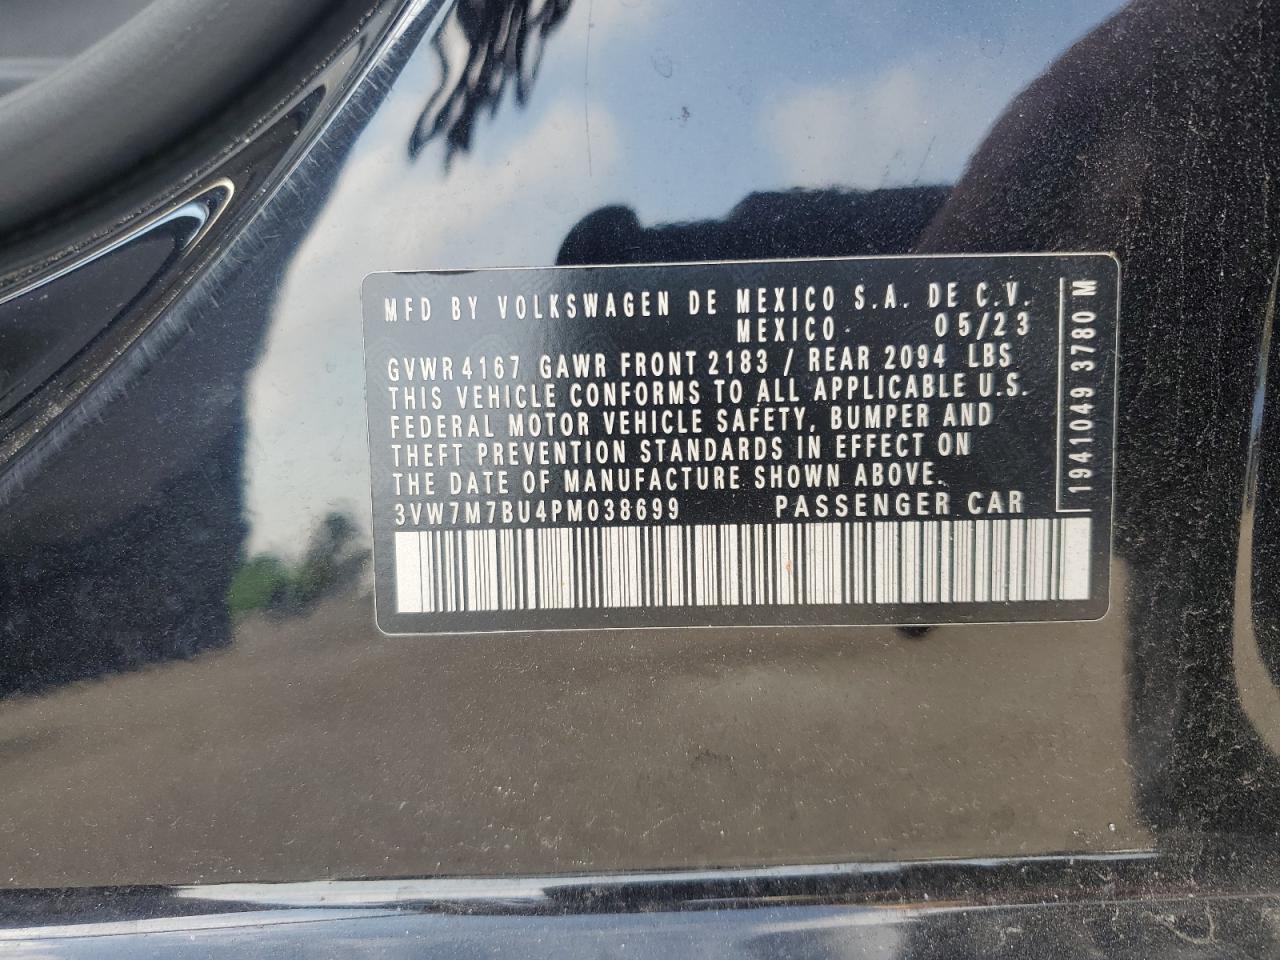 MFD BY VOLKSWAGEN DE MEXICO S.A. DE C.V.
MEXICO 05/23
GVWR 4167 GAWR FRONT 2183 / REAR 2094 LBS
THIS VEHICLE CONFORMS TO ALL APPLICABLE U.S.
FEDERAL MOTOR VEHICLE SAFETY, BUMPER AND
THEFT PREVENTION STANDARDS IN EFFECT ON
THE DATE OF MANUFACTURE SHOWN ABOVE.
3VW7M7BU4PM038699 PASSENGER CAR
1941049 3780 M